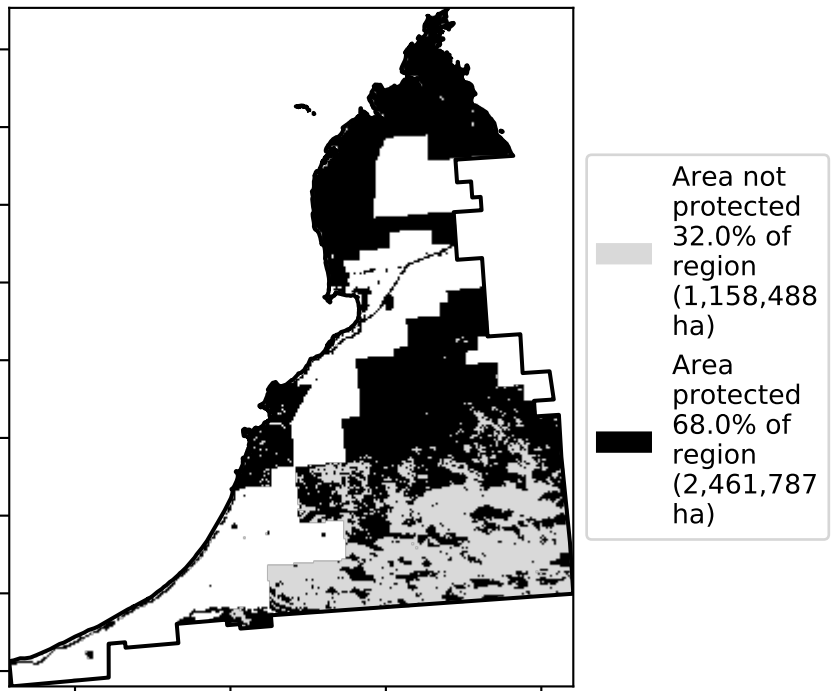 Area not
protected
32.0% of
region
(1,158,488
ha)
Area
protected
68.0% of
region
(2,461,787
ha)